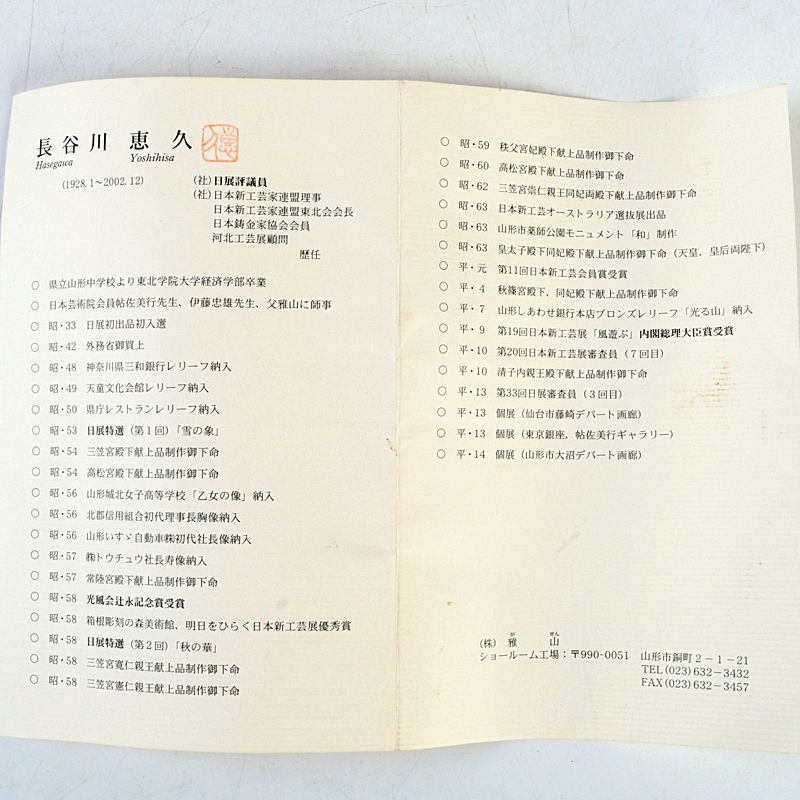 長谷川 恵久
Hasegawa Yoshihisa
(1928.1〜2002.12)
(社)日展評議員
(社)日本新工芸家連盟理事
日本新工芸家連盟東北会会長
日本鋳金家協会会員
河北工芸展顧問
歴任
○ 県立山形中学校より東北学院大学経済学部卒業
○ 日本芸術院会員帖佐美行先生、伊藤忠雄先生、父雅山に師事
○ 昭・33 日展初出品初入選
○ 昭・42 外務省御買上
○ 昭・48 神奈川県三和銀行レリーフ納入
○ 昭・49 天童文化会館レリーフ納入
○ 昭・50 県庁レストランレリーフ納入
○ 昭・53 日展特選(第1回)「雪の象」
○ 昭・54 三笠宮殿下献上品制作御下命
○ 昭・54 高松宮殿下献上品制作御下命
○ 昭・56 山形城北女子高等学校「乙女の像」納入
○ 昭・56 北郡信用組合初代理事長胸像納入
○ 昭・56 山形いすゞ自動車㈱初代社長像納入
○ 昭・57 ㈱トウチュウ社長寿像納入
○ 昭・57 常陸宮殿下献上品制作御下命
○ 昭・58 光風会辻永記念賞受賞
○ 昭・58 箱根彫刻の森美術館、明日をひらく日本新工芸展優秀賞
○ 昭・58 日展特選(第2回)「秋の華」
○ 昭・58 三笠宮寛仁親王献上品制作御下命
○ 昭・58 三笠宮憲仁親王献上品制作御下命
○ 昭・59 秩父宮妃殿下献上品制作御下命
○ 昭・60 高松宮殿下献上品制作御下命
○ 昭・62 三笠宮崇仁親王同妃両殿下献上品制作御下命
○ 昭・63 日本新工芸オーストラリア選抜展出品
○ 昭・63 山形市薬師公園モニュメント「和」制作
○ 昭・63 皇太子殿下同妃殿下献上品制作御下命(天皇、皇后両陛下)
○ 平・元 第11回日本新工芸会員賞受賞
○ 平・4 秋篠宮殿下、同妃殿下献上品制作御下命
○ 平・7 山形しあわせ銀行本店ブロンズレリーフ「光る山」納入
○ 平・9 第19回日本新工芸展「風遊ぶ」内閣総理大臣賞受賞
○ 平・10 第20回日本新工芸展審査員(7回目)
○ 平・10 清子内親王殿下献上品制作御下命
○ 平・13 第33回日展審査員(3回目)
○ 平・13 個展(仙台市藤崎デパート画廊)
○ 平・13 個展(東京銀座、帖佐美行ギャラリー)
○ 平・14 個展(山形市大沼デパート画廊)
が せん
(株) 雅 山
ショールーム工場:〒990-0051 山形市銅町2-1-21
TEL(023)632-3432
FAX(023)632-3457